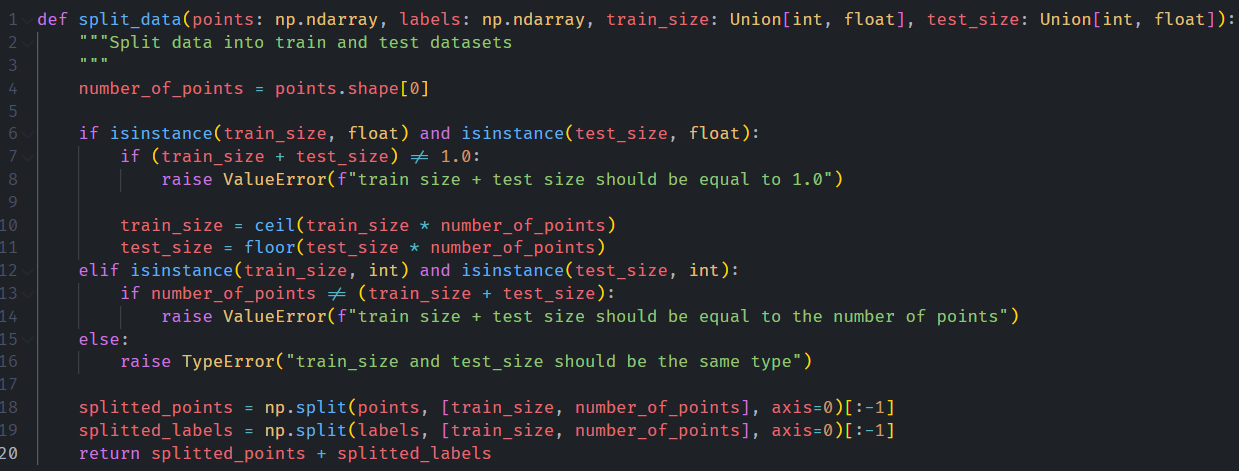 1 def split_data(points: np.ndarray, labels: np.ndarray, train_size: Union[int, float], test_size: Union[int, float]):
2     """Split data into train and test datasets
3     """
4     number_of_points = points.shape[0]
5
6     if isinstance(train_size, float) and isinstance(test_size, float):
7         if (train_size + test_size) ≠ 1.0:
8             raise ValueError(f"train size + test size should be equal to 1.0")
9
10         train_size = ceil(train_size * number_of_points)
11         test_size = floor(test_size * number_of_points)
12     elif isinstance(train_size, int) and isinstance(test_size, int):
13         if number_of_points ≠ (train_size + test_size):
14             raise ValueError(f"train size + test size should be equal to the number of points")
15     else:
16         raise TypeError("train_size and test_size should be the same type")
17
18     splitted_points = np.split(points, [train_size, number_of_points], axis=0)[:-1]
19     splitted_labels = np.split(labels, [train_size, number_of_points], axis=0)[:-1]
20     return splitted_points + splitted_labels